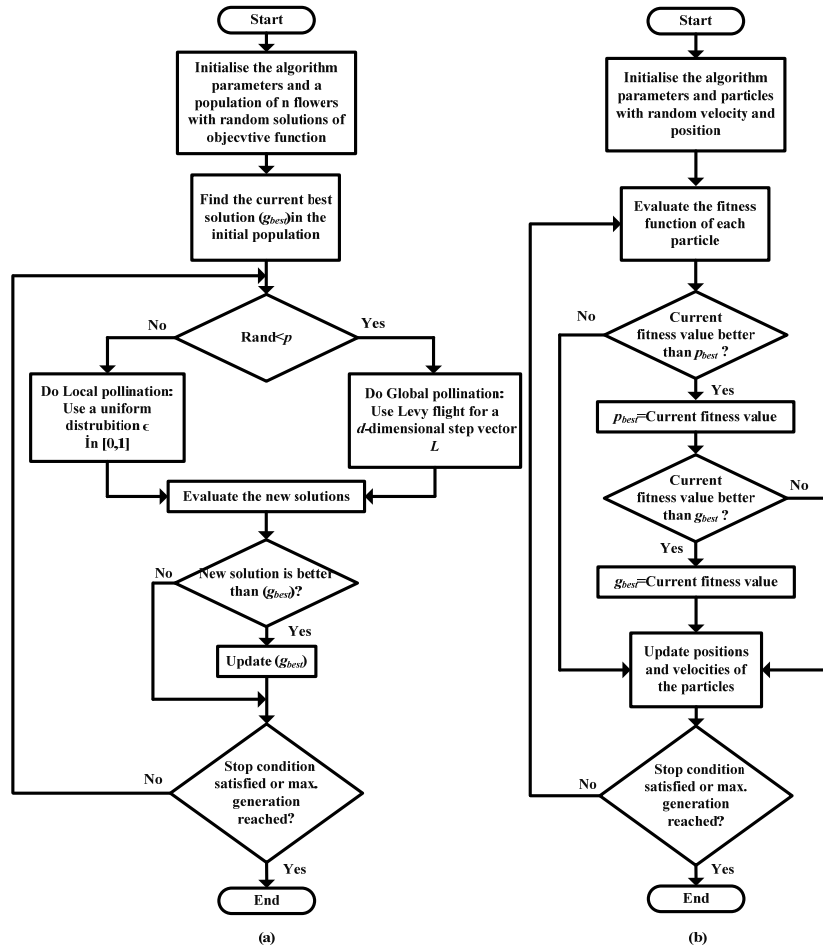 Start
Initialise the algorithm
parameters and a
population of n flowers
with random solutions of
objecvtive function
Find the current best
solution (gbest)in the
initial population
Rand<p
No
Yes
Do Local pollination:
Use a uniform
distrubition ϵ
İn [0,1]
Do Global pollination:
Use Levy flight for a
d-dimensional step vector
L
Evaluate the new solutions
No
New solution is better
than (gbest)?
Yes
Update (gbest)
No
Stop condition
satisfied or max.
generation
reached?
Yes
End
(a)
Start
Initialise the algorithm
parameters and particles
with random velocity and
position
Evaluate the fitness
function of each
particle
No
Current
fitness value better
than pbest ?
Yes
pbest=Current fitness value
Current
fitness value better
than gbest ?
No
Yes
gbest=Current fitness value
Update positions
and velocities of
the particles
No
Stop condition
satisfied or max.
generation
reached?
Yes
End
(b)